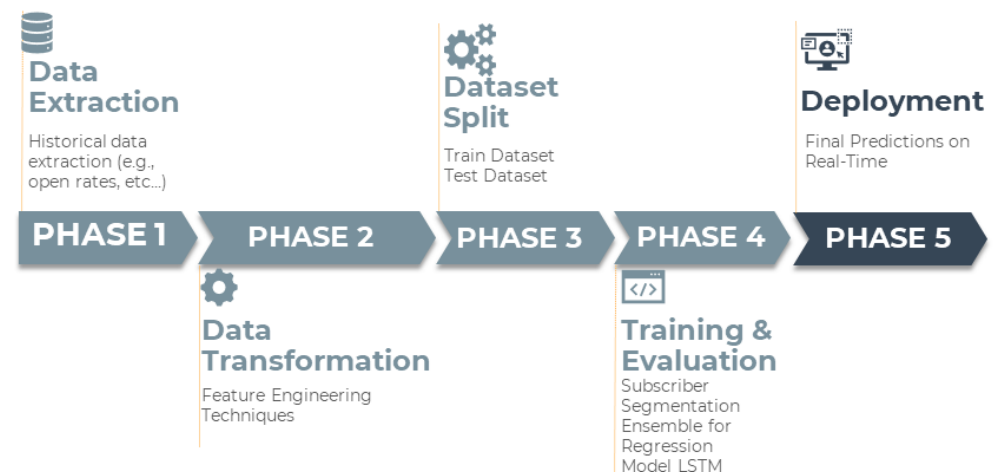 Data
Extraction
Historical data
extraction (e.g.,
open rates, etc...)
Dataset
Split
Train Dataset
Test Dataset
Deployment
Final Predictions on
Real-Time
PHASE 1
PHASE 2
PHASE 3
PHASE 4
PHASE 5
Data
Transformation
Feature Engineering
Techniques
</>
Training &
Evaluation
Subscriber
Segmentation
Ensemble for
Regression
Model LSTM